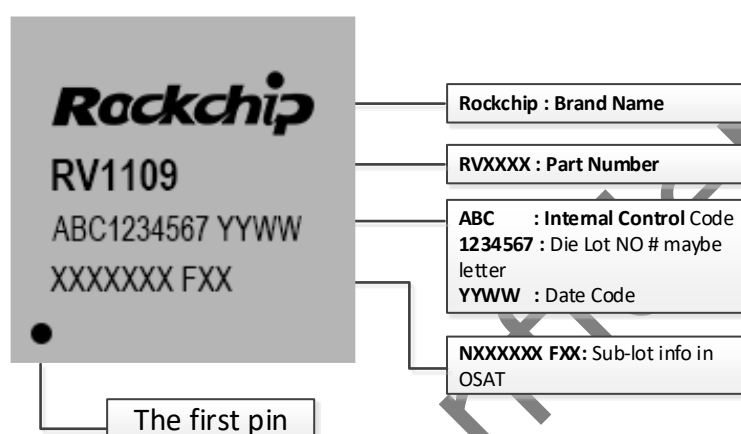 Rockchip
RV1109
ABC1234567 YYWW
XXXXXXX FXX
Rockchip : Brand Name
RVXXXX : Part Number
ABC : Internal Control Code
1234567 : Die Lot NO # maybe
letter
YYWW : Date Code
NXXXXXX FXX: Sub-lot info in
OSAT
The first pin